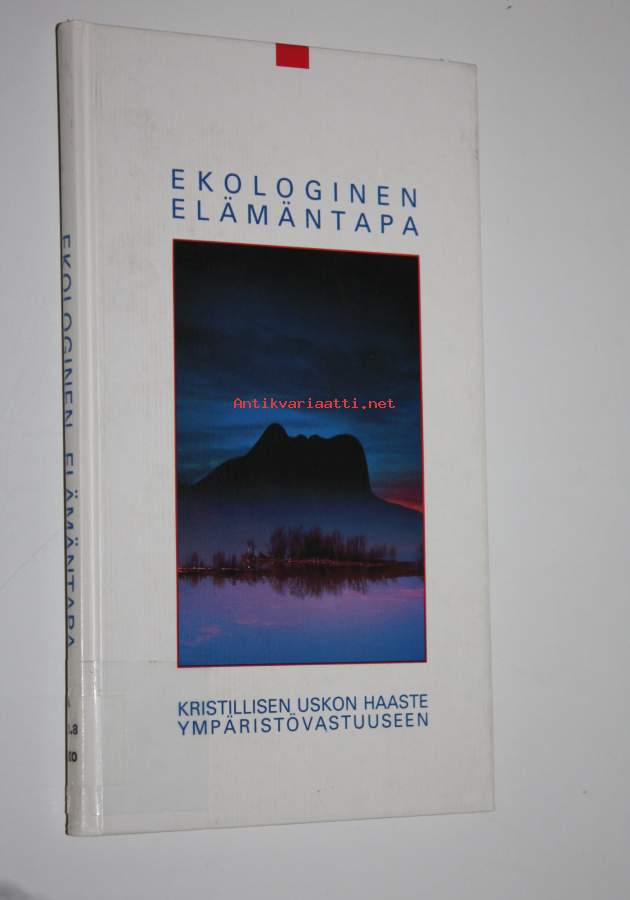 EKOLOGINEN
ELÄMÄNTAPA
Antikvariaatti.net
KRISTILLISEN USKON HAASTE
YMPÄRISTÖVASTUUSEEN
EKOLOGINEN ELÄMÄNTAPA